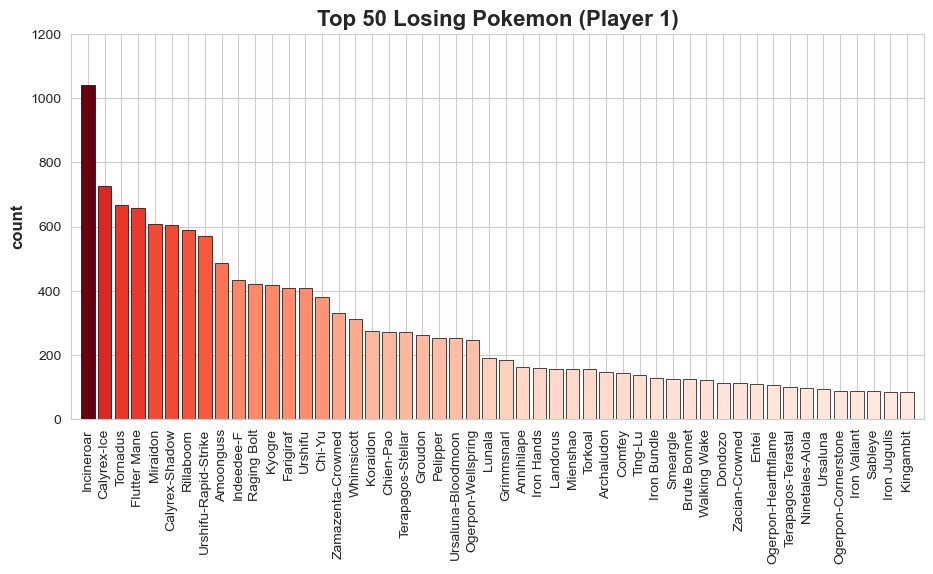 Top 50 Losing Pokemon (Player 1)
count
1200
1000
800
600
400
200
0
Incineroar
Calyrex-Ice
Tornadus
Flutter Mane
Miraidon
Calyrex-Shadow
Rillaboom
Urshifu-Rapid-Strike
Amoonguss
Indeedee-F
Raging Bolt
Kyogre
Farigiraf
Urshifu
Chi-Yu
Zamazenta-Crowned
Whimsicott
Koraidon
Chien-Pao
Terapagos-Stellar
Groudon
Pelipper
Ursaluna-Bloodmoon
Ogerpon-Wellspring
Lunala
Grimmsnarl
Annihilape
Iron Hands
Landorus
Mienshao
Torkoal
Archaludon
Comfey
Ting-Lu
Iron Bundle
Smeargle
Brute Bonnet
Walking Wake
Dondozo
Zacian-Crowned
Entei
Ogerpon-Hearthflame
Terapagos-Terastal
Ninetales-Alola
Ursaluna
Ogerpon-Cornerstone
Iron Valiant
Sableye
Iron Jugulis
Kingambit